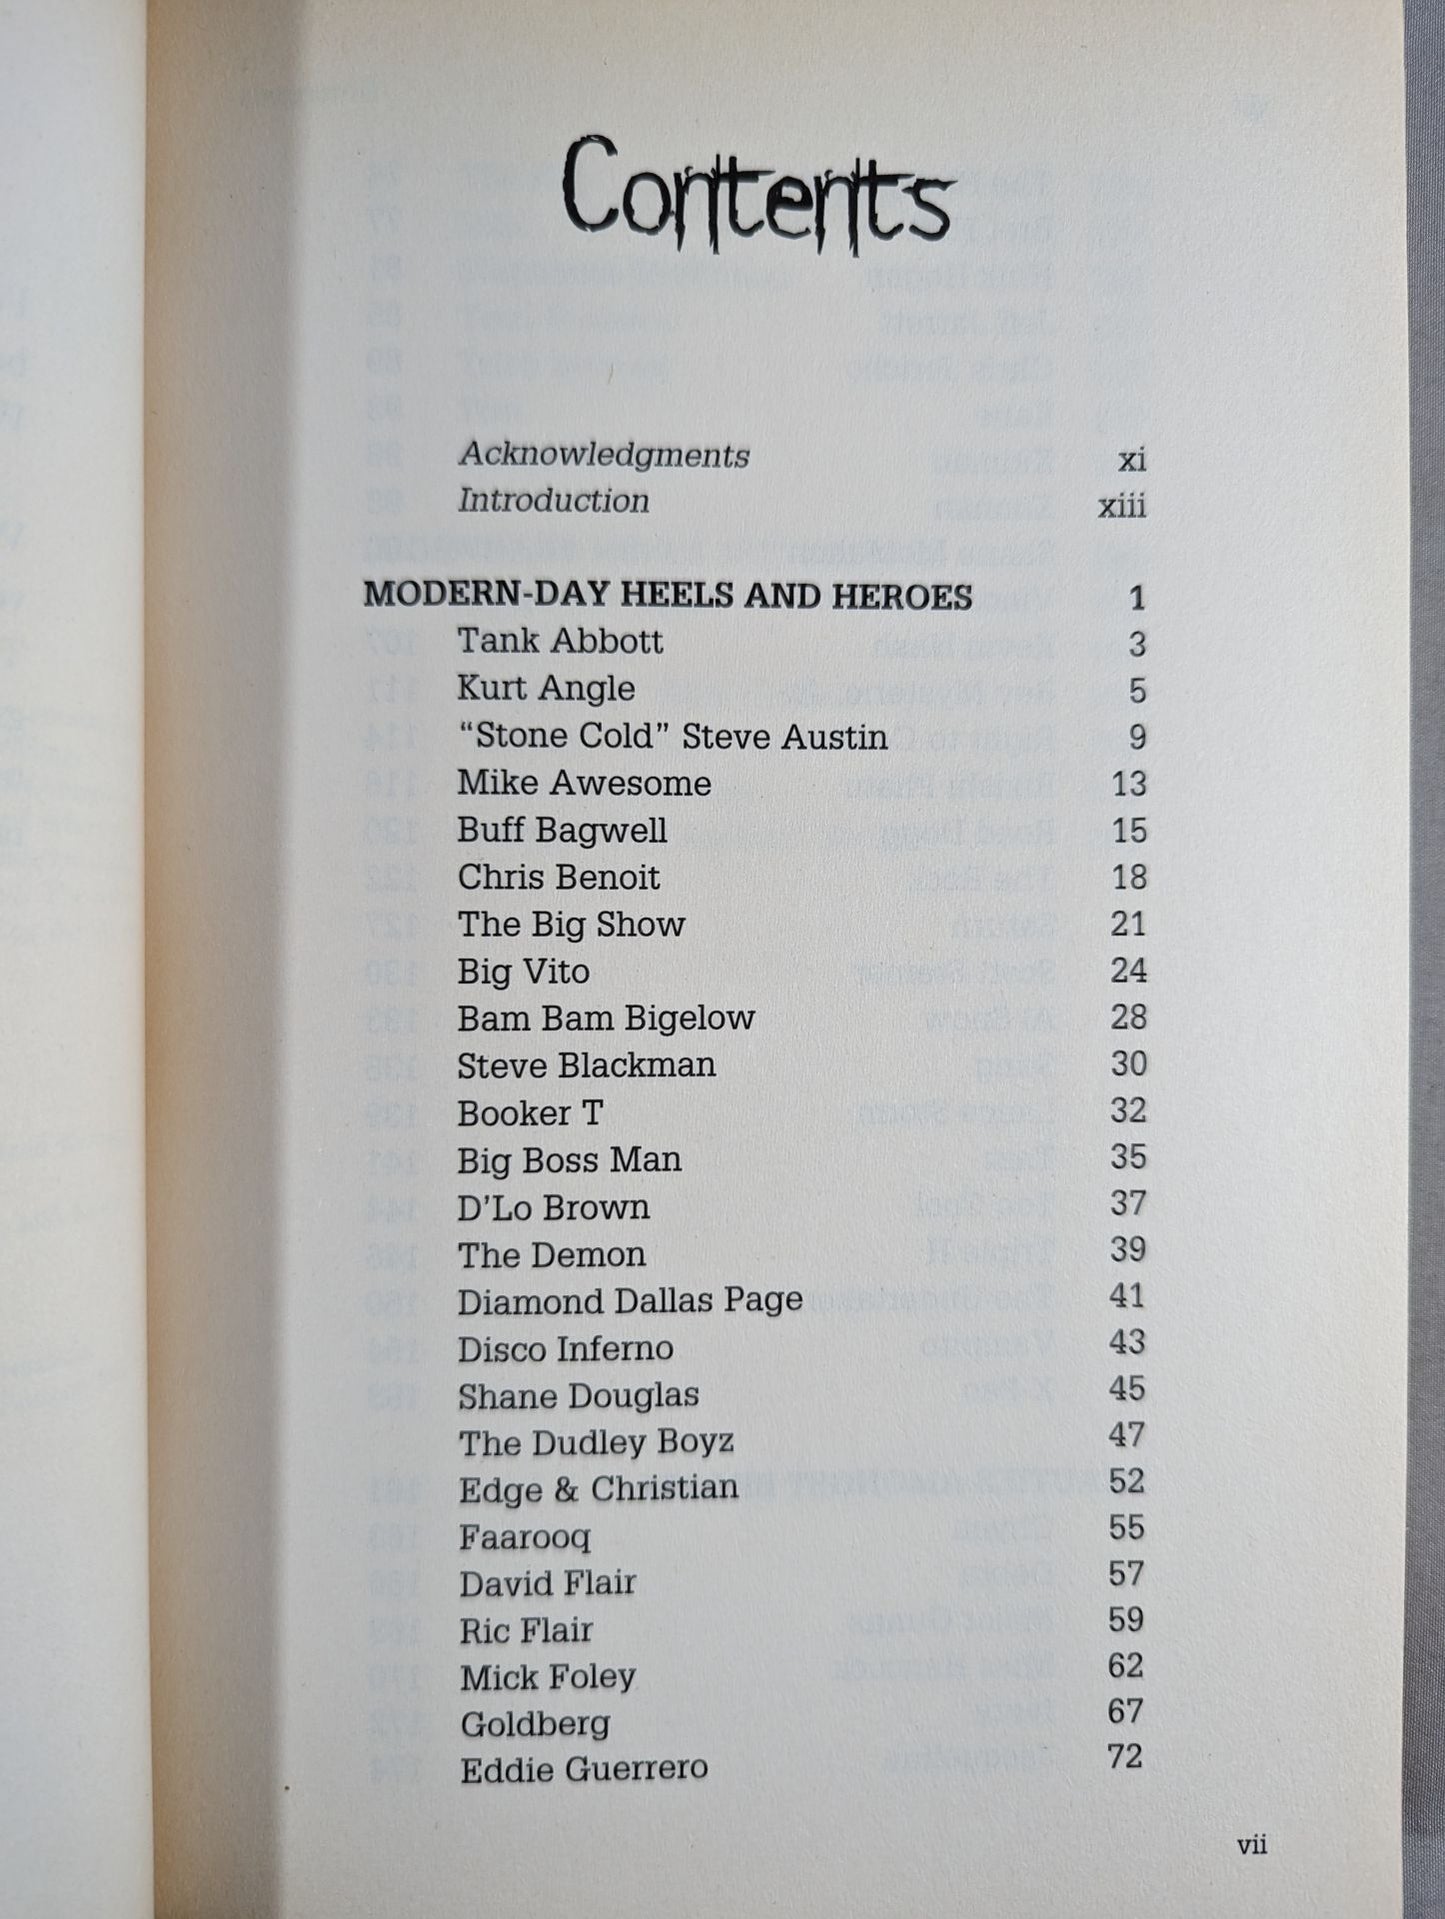 Contents
Acknowledgments xi
Introduction xiii
MODERN-DAY HEELS AND HEROES 1
Tank Abbott 3
Kurt Angle 5
“Stone Cold” Steve Austin 9
Mike Awesome 13
Buff Bagwell 15
Chris Benoit 18
The Big Show 21
Big Vito 24
Bam Bam Bigelow 28
Steve Blackman 30
Booker T 32
Big Boss Man 35
D’Lo Brown 37
The Demon 39
Diamond Dallas Page 41
Disco Inferno 43
Shane Douglas 45
The Dudley Boyz 47
Edge & Christian 52
Faarooq 55
David Flair 57
Ric Flair 59
Mick Foley 62
Goldberg 67
Eddie Guerrero 72
vii